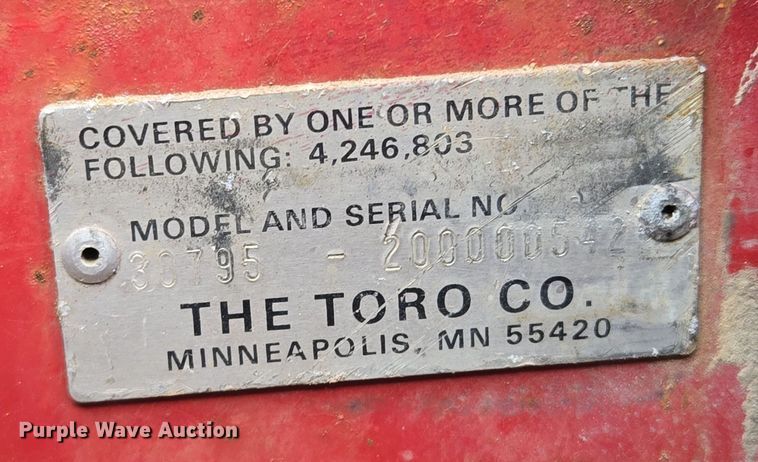 COVERED BY ONE OR MORE OF THE
FOLLOWING: 4,246,803
MODEL AND SERIAL NO
30795 - 200000542
THE TORO CO.
MINNEAPOLIS, MN 55420
Purple Wave Auction